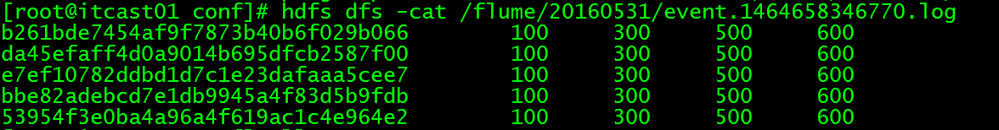 [root@itcast01 conf]# hdfs dfs -cat /flume/20160531/event.1464658346770.log
b261bde7454af9f7873b40b6f029b066 100 300 500 600
da45efaff4d0a9014b695dfcb2587f00 100 300 500 600
e7ef10782ddbd1d7c1e23dafaaa5cee7 100 300 500 600
bbe82adebcd7e1db9945a4f83d5b9fdb 100 300 500 600
53954f3e0ba4a96a4f619ac1c4e964e2 100 300 500 600